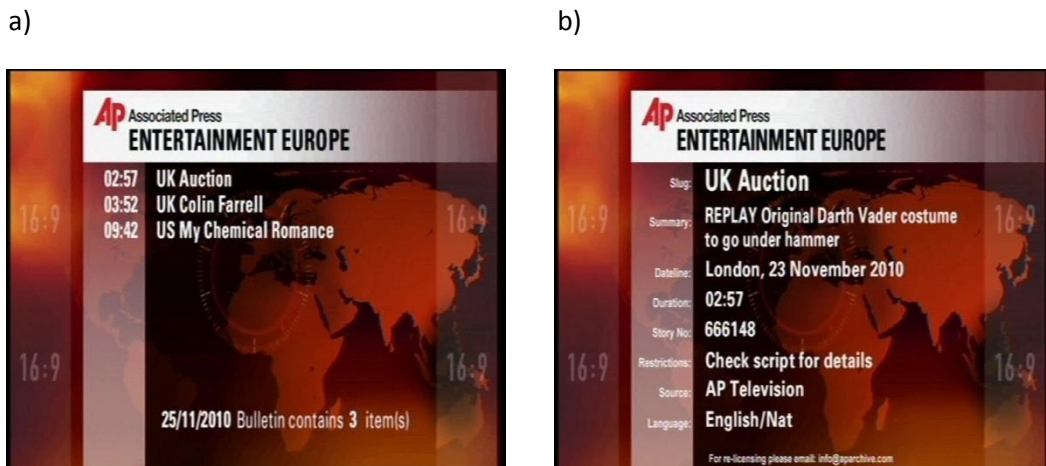 a)
b)
AP Associated Press
ENTERTAINMENT EUROPE
02:57 UK Auction
03:52 UK Colin Farrell
09:42 US My Chemical Romance
16:9 16:9
16:9 16:9
25/11/2010 Bulletin contains 3 item(s)
AP Associated Press
ENTERTAINMENT EUROPE
Slug: UK Auction
16:9 16:9
Summary: REPLAY Original Darth Vader costume
to go under hammer
Dateline: London, 23 November 2010
Duration: 02:57
Story No: 666148
16:9 16:9
Restrictions: Check script for details
Source: AP Television
Language: English/Nat
For re-licensing please email: info@aparchive.com